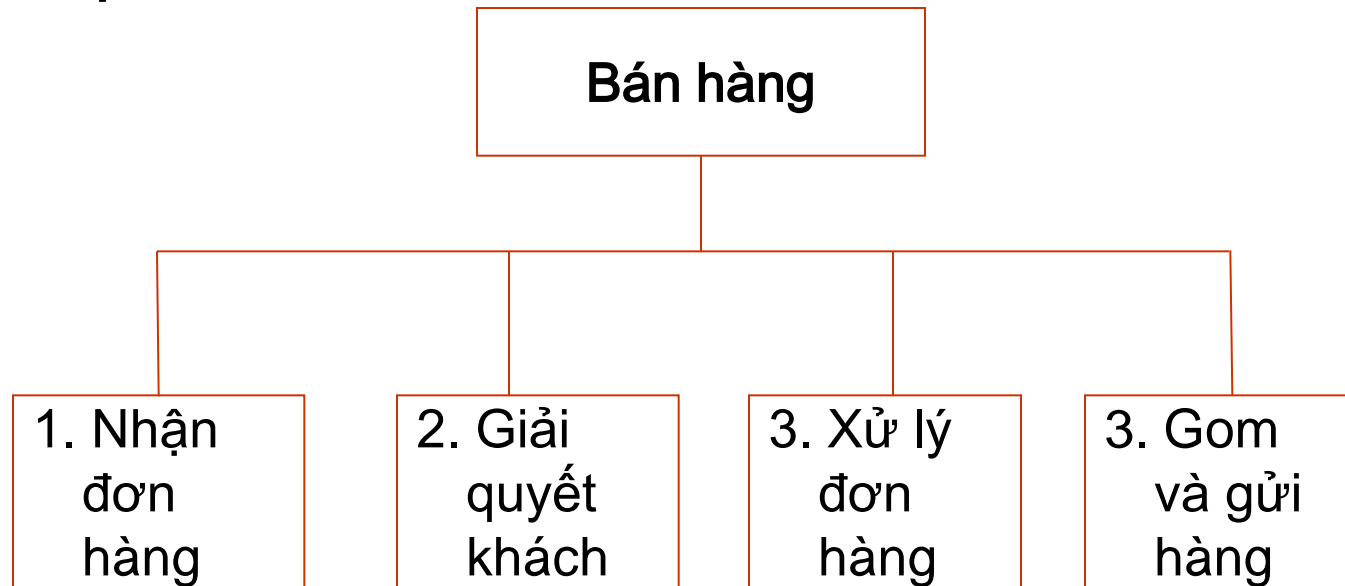 Bán hàng
1. Nhận
đơn
hàng
2. Giải
quyết
khách
3. Xử lý
đơn
hàng
3. Gom
và gửi
hàng